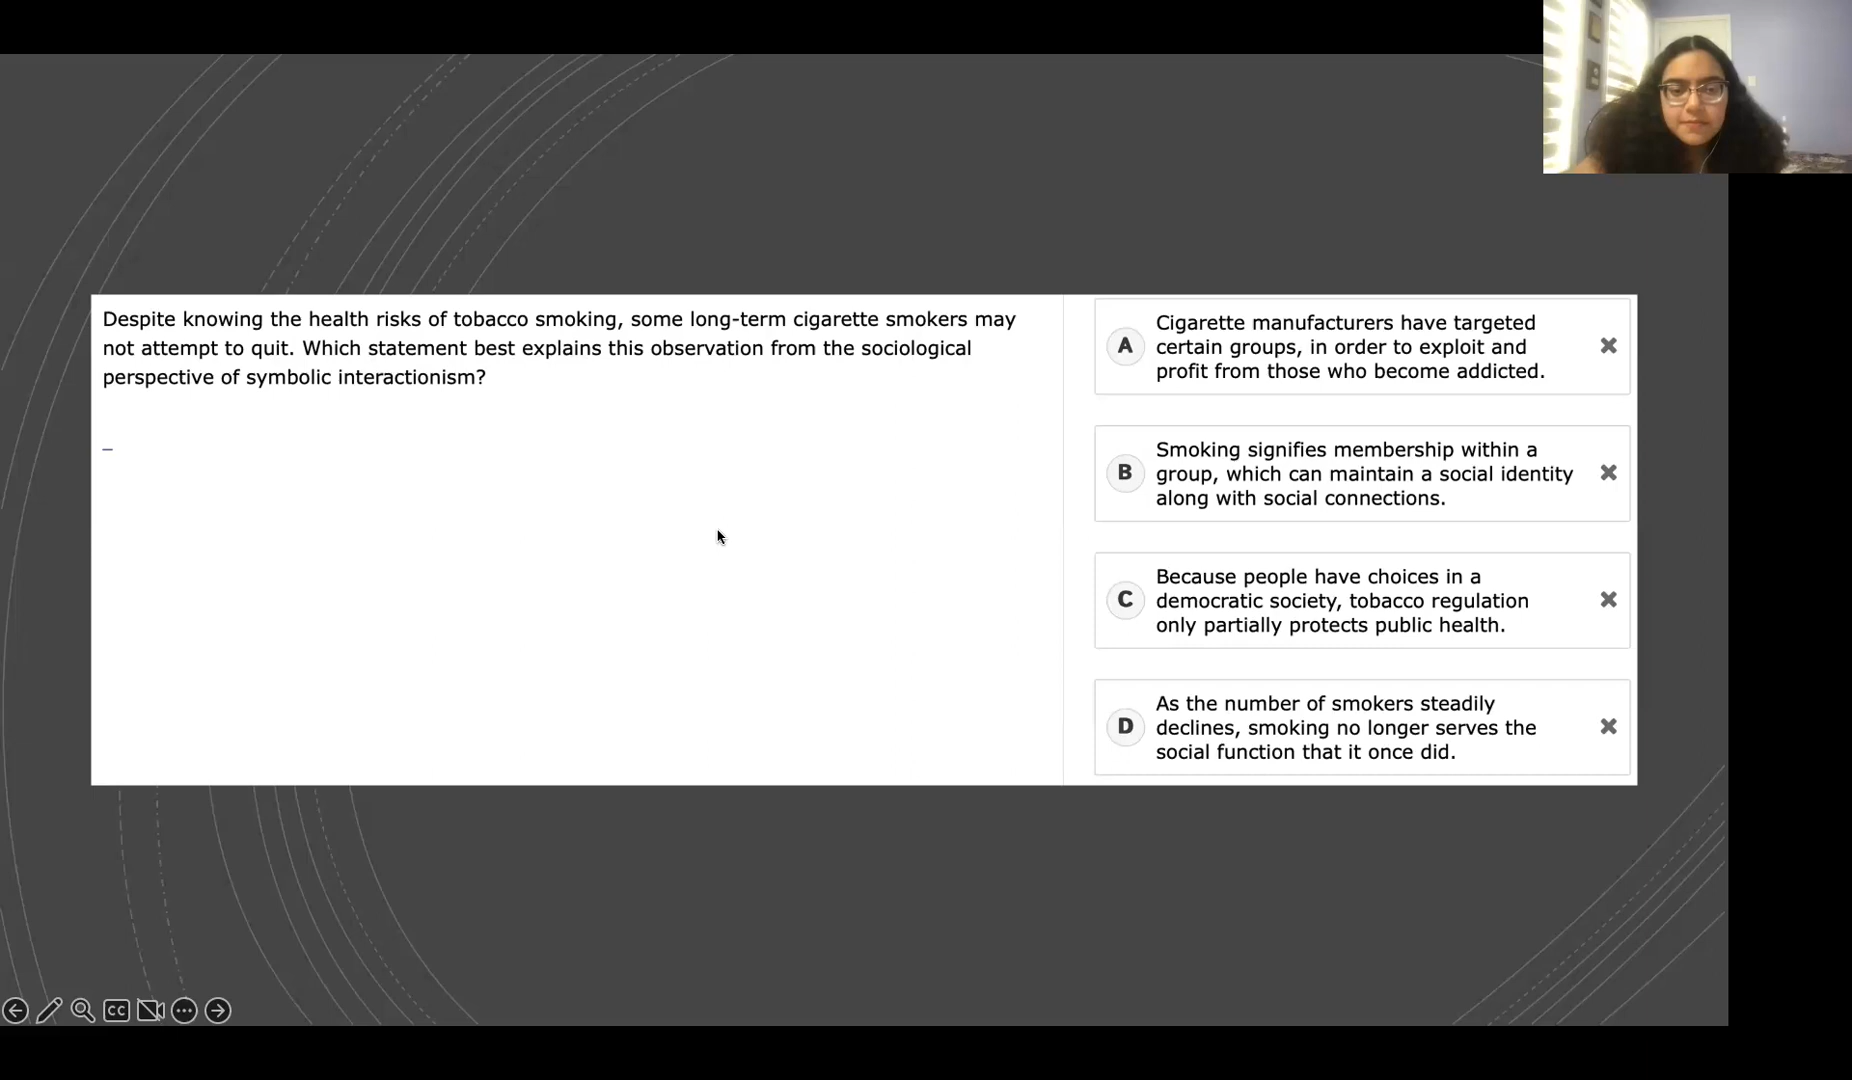 Despite knowing the health risks of tobacco smoking, some long-term cigarette smokers may
not attempt to quit. Which statement best explains this observation from the sociological
perspective of symbolic interactionism?
A
Cigarette manufacturers have targeted
certain groups, in order to exploit and
profit from those who become addicted.
B
Smoking signifies membership within a
group, which can maintain a social identity
along with social connections.
C
Because people have choices in a
democratic society, tobacco regulation
only partially protects public health.
D
As the number of smokers steadily
declines, smoking no longer serves the
social function that it once did.
CC